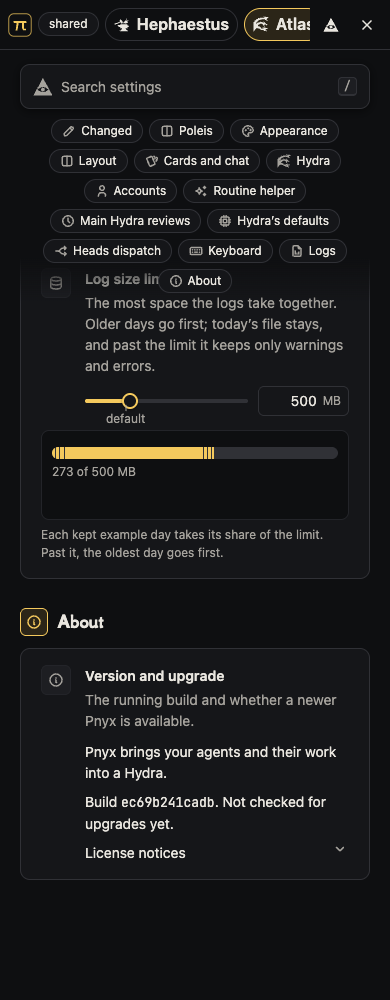 π shared Hephaestus Atlas
Search settings /
Changed Poleis Appearance
Layout Cards and chat Hydra
Accounts Routine helper
Main Hydra reviews Hydra's defaults
Heads dispatch Keyboard Logs
Log size lim About
The most space the logs take together.
Older days go first; today's file stays,
and past the limit it keeps only warnings
and errors.
500 MB
default
273 of 500 MB
Each kept example day takes its share of the limit.
Past it, the oldest day goes first.
About
Version and upgrade
The running build and whether a newer
Pnyx is available.
Pnyx brings your agents and their work
into a Hydra.
Build ec69b241cadb. Not checked for
upgrades yet.
License notices